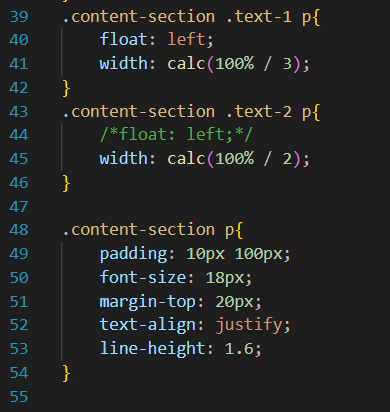 39 .content-section .text-1 p{
40 float: left;
41 width: calc(100% / 3);
42 }
43 .content-section .text-2 p{
44 /*float: left;*/
45 width: calc(100% / 2);
46 }
47
48 .content-section p{
49 padding: 10px 100px;
50 font-size: 18px;
51 margin-top: 20px;
52 text-align: justify;
53 line-height: 1.6;
54 }
55